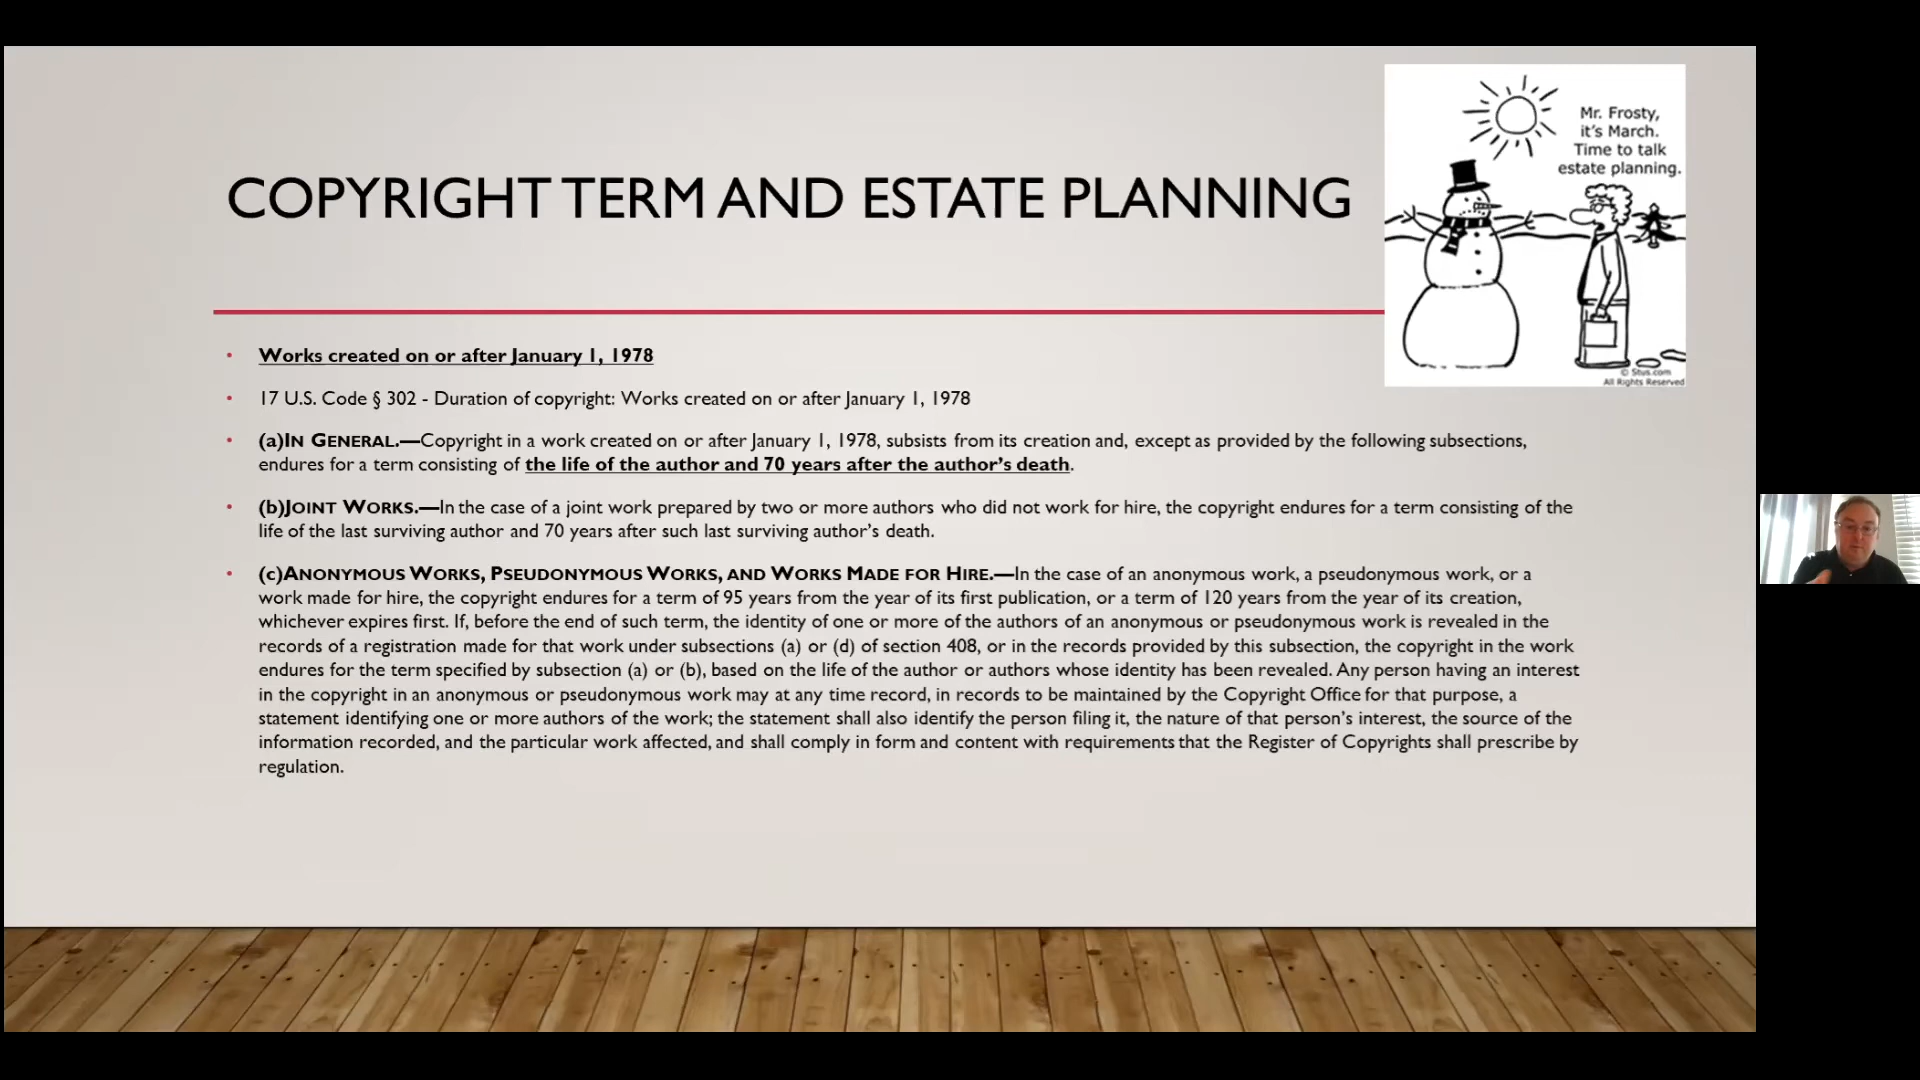 COPYRIGHT TERM AND ESTATE PLANNING
Mr. Frosty,
it's March.
Time to talk
estate planning.
© Stus.com
All Rights Reserved
• Works created on or after January 1, 1978
• 17 U.S. Code § 302 - Duration of copyright: Works created on or after January 1, 1978
• (a)IN GENERAL.—Copyright in a work created on or after January 1, 1978, subsists from its creation and, except as provided by the following subsections,
endures for a term consisting of the life of the author and 70 years after the author's death.
• (b)JOINT WORKS.—In the case of a joint work prepared by two or more authors who did not work for hire, the copyright endures for a term consisting of the
life of the last surviving author and 70 years after such last surviving author's death.
• (c)ANONYMOUS WORKS, PSEUDONYMOUS WORKS, AND WORKS MADE FOR HIRE.—In the case of an anonymous work, a pseudonymous work, or a
work made for hire, the copyright endures for a term of 95 years from the year of its first publication, or a term of 120 years from the year of its creation,
whichever expires first. If, before the end of such term, the identity of one or more of the authors of an anonymous or pseudonymous work is revealed in the
records of a registration made for that work under subsections (a) or (d) of section 408, or in the records provided by this subsection, the copyright in the work
endures for the term specified by subsection (a) or (b), based on the life of the author or authors whose identity has been revealed. Any person having an interest
in the copyright in an anonymous or pseudonymous work may at any time record, in records to be maintained by the Copyright Office for that purpose, a
statement identifying one or more authors of the work; the statement shall also identify the person filing it, the nature of that person's interest, the source of the
information recorded, and the particular work affected, and shall comply in form and content with requirements that the Register of Copyrights shall prescribe by
regulation.